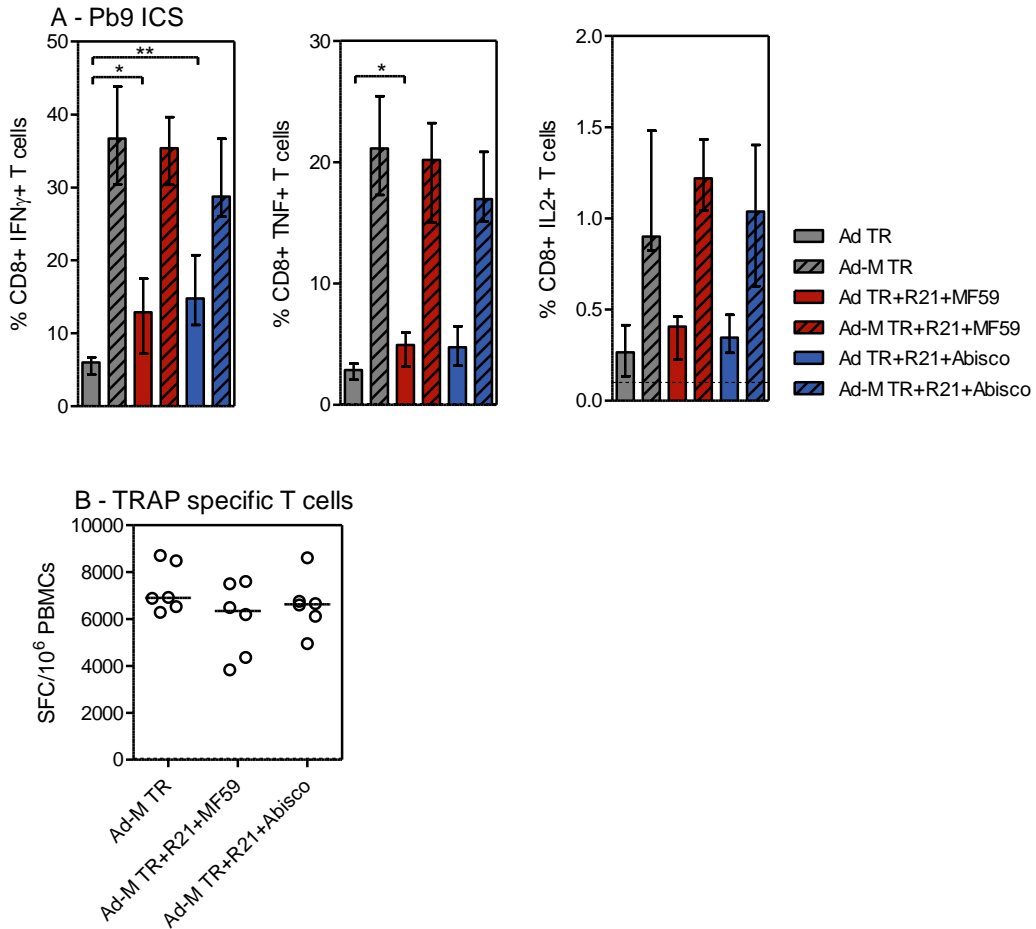 A - Pb9 ICS
% CD8+ IFNγ+ T cells
50
40
30
20
10
0
*
**
% CD8+ TNF+ T cells
30
20
10
0
*
% CD8+ IL2+ T cells
2.0
1.5
1.0
0.5
0.0
Ad TR
Ad-M TR
Ad TR+R21+MF59
Ad-M TR+R21+MF59
Ad TR+R21+Abisco
Ad-M TR+R21+Abisco
B - TRAP specific T cells
SFC/10⁶ PBMCs
10000
8000
6000
4000
2000
0
Ad-M TR
Ad-M TR+R21+MF59
Ad-M TR+R21+Abisco